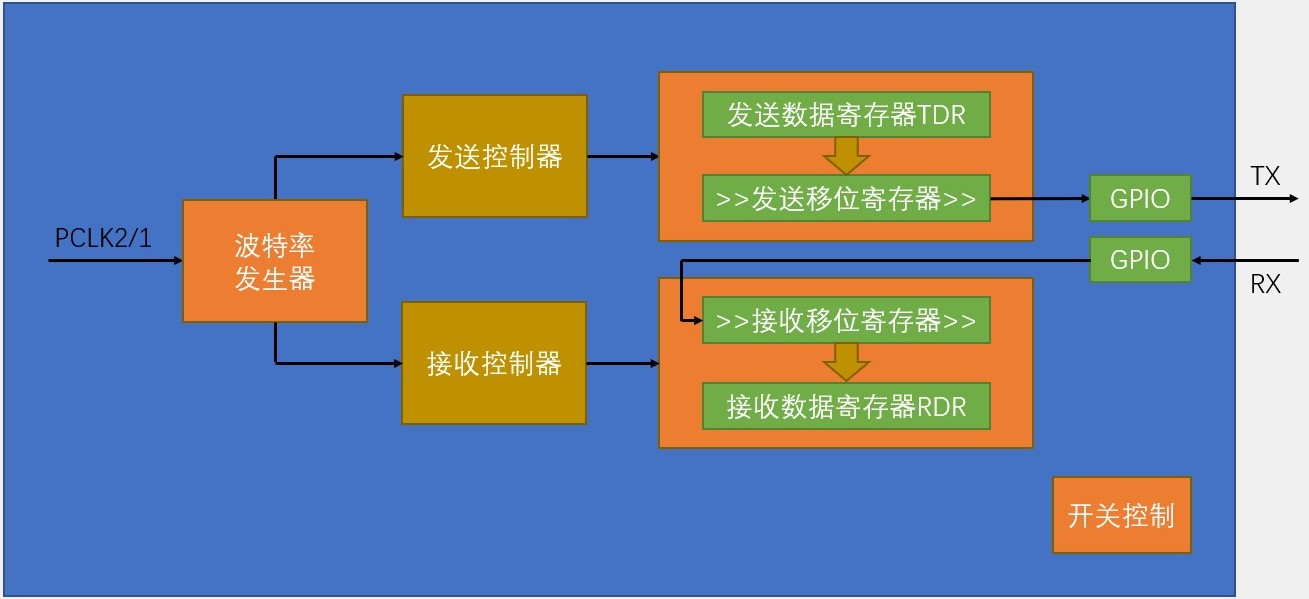 发送数据寄存器TDR
发送控制器
>>发送移位寄存器>>
GPIO
TX
PCLK2/1
波特率
发生器
GPIO
RX
>>接收移位寄存器>>
接收控制器
接收数据寄存器RDR
开关控制